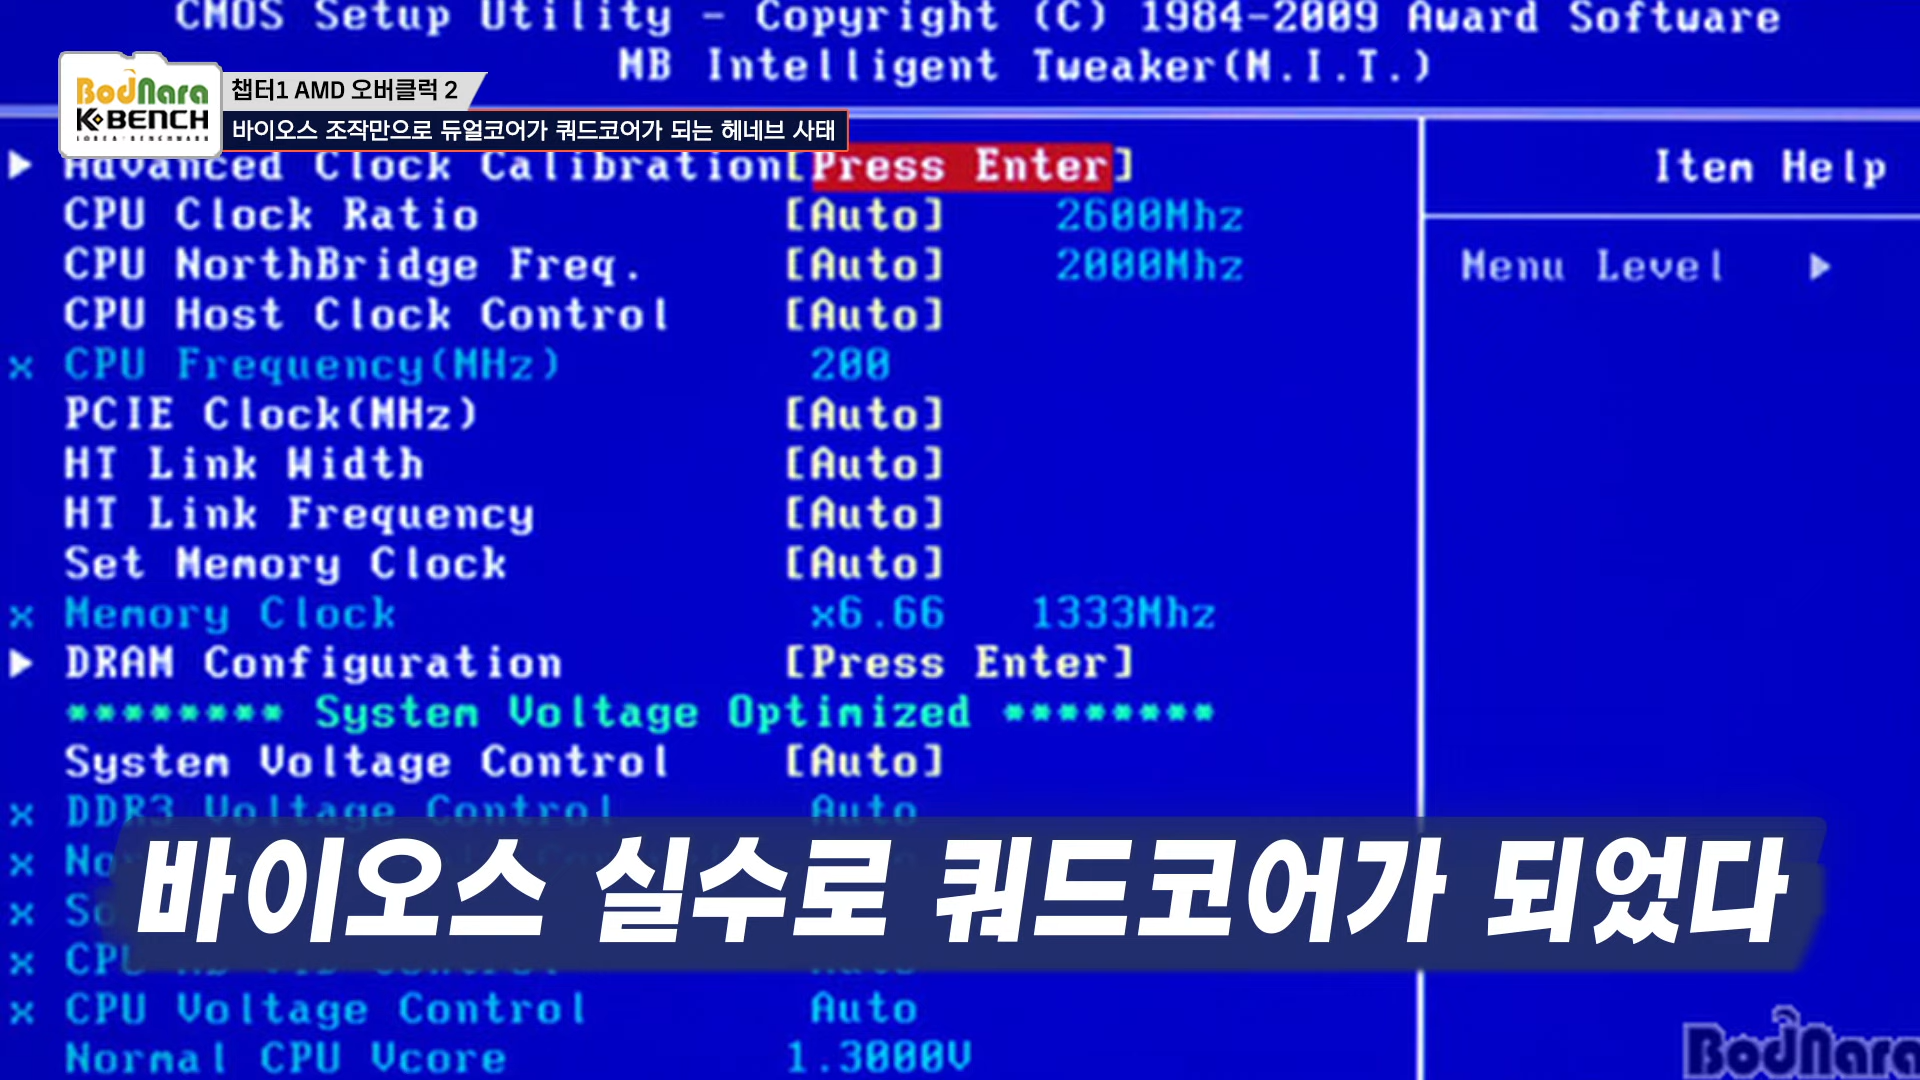 CMOS Setup Utility - Copyright (C) 1984-2009 Award Software
MB Intelligent Tweaker(M.I.T.)
BodNara
K-BENCH
KOREA BENCHMARK
챕터1 AMD 오버클럭 2
바이오스 조작만으로 듀얼코어가 쿼드코어가 되는 헤네브 사태
Advanced Clock Calibration[Press Enter]
Item Help
CPU Clock Ratio [Auto] 2600Mhz
CPU NorthBridge Freq. [Auto] 2000Mhz
Menu Level ▶
CPU Host Clock Control [Auto]
x CPU Frequency(MHz) 200
PCIE Clock(MHz) [Auto]
HT Link Width [Auto]
HT Link Frequency [Auto]
Set Memory Clock [Auto]
x Memory Clock x6.66 1333Mhz
▶ DRAM Configuration [Press Enter]
******** System Voltage Optimized ********
System Voltage Control [Auto]
x DDR3 Voltage Control Auto
바이오스 실수로 쿼드코어가 되었다
x CPU NB VID Control Auto
x CPU Voltage Control Auto
Normal CPU Vcore 1.3000V
BodNara